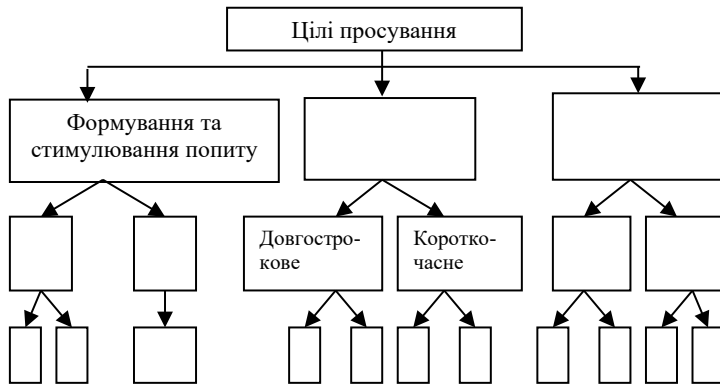 Цілі просування
Формування та
стимулювання попиту
Довгостро-
кове
Коротко-
часне